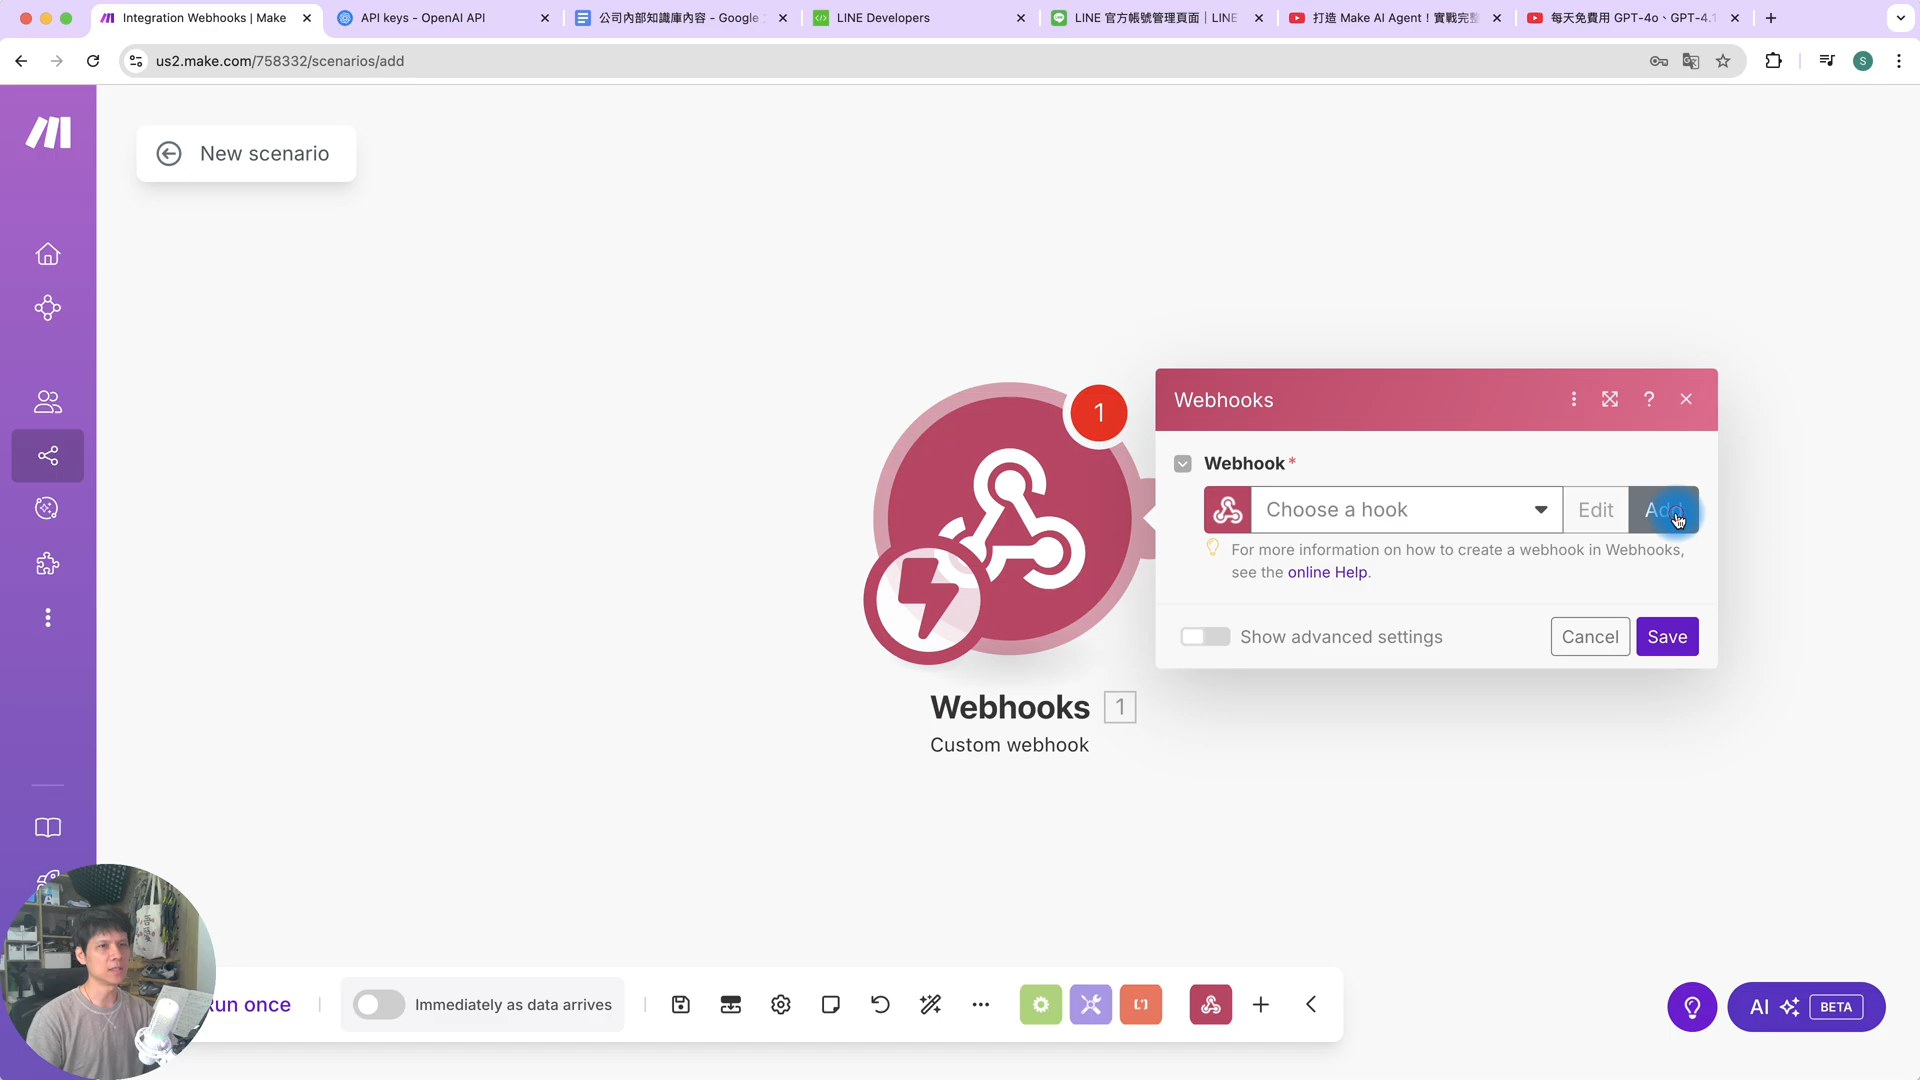 Integration Webhooks | Make
API keys - OpenAI API
公司內部知識庫內容 - Google
LINE Developers
LINE 官方帳號管理頁面｜LINE
打造 Make AI Agent！實戰完整
每天免費用 GPT-4o、GPT-4.1
us2.make.com/758332/scenarios/add
S
New scenario
1
Webhooks
?
Webhook*
Choose a hook
Edit
Add
For more information on how to create a webhook in Webhooks,
see the online Help.
Show advanced settings
Cancel
Save
Webhooks 1
Custom webhook
Run once
Immediately as data arrives
AI BETA